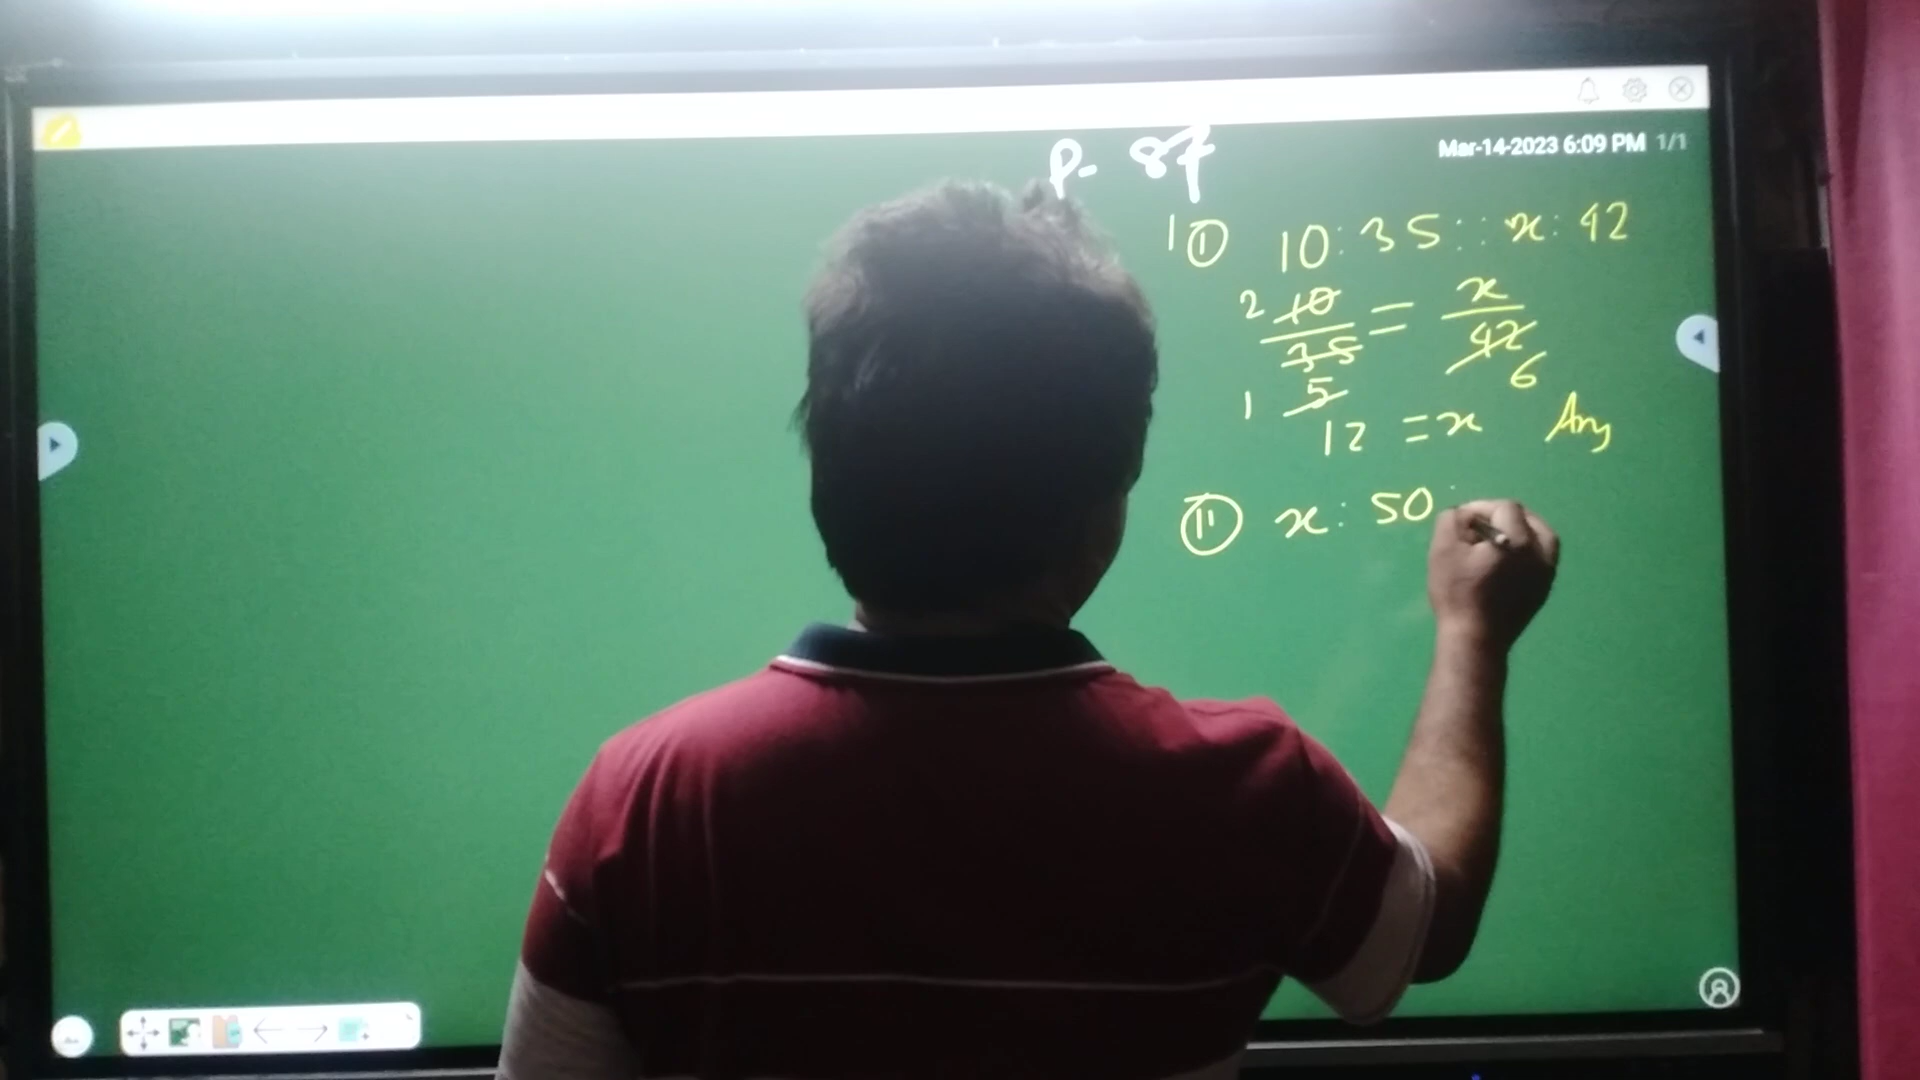 Mar-14-2023 6:09 PM 1/1
P- 87
1 ① 10:35::x:42
2 10/35 = x/42
5 6
1
12 = x Ans
⑪ x: 50: